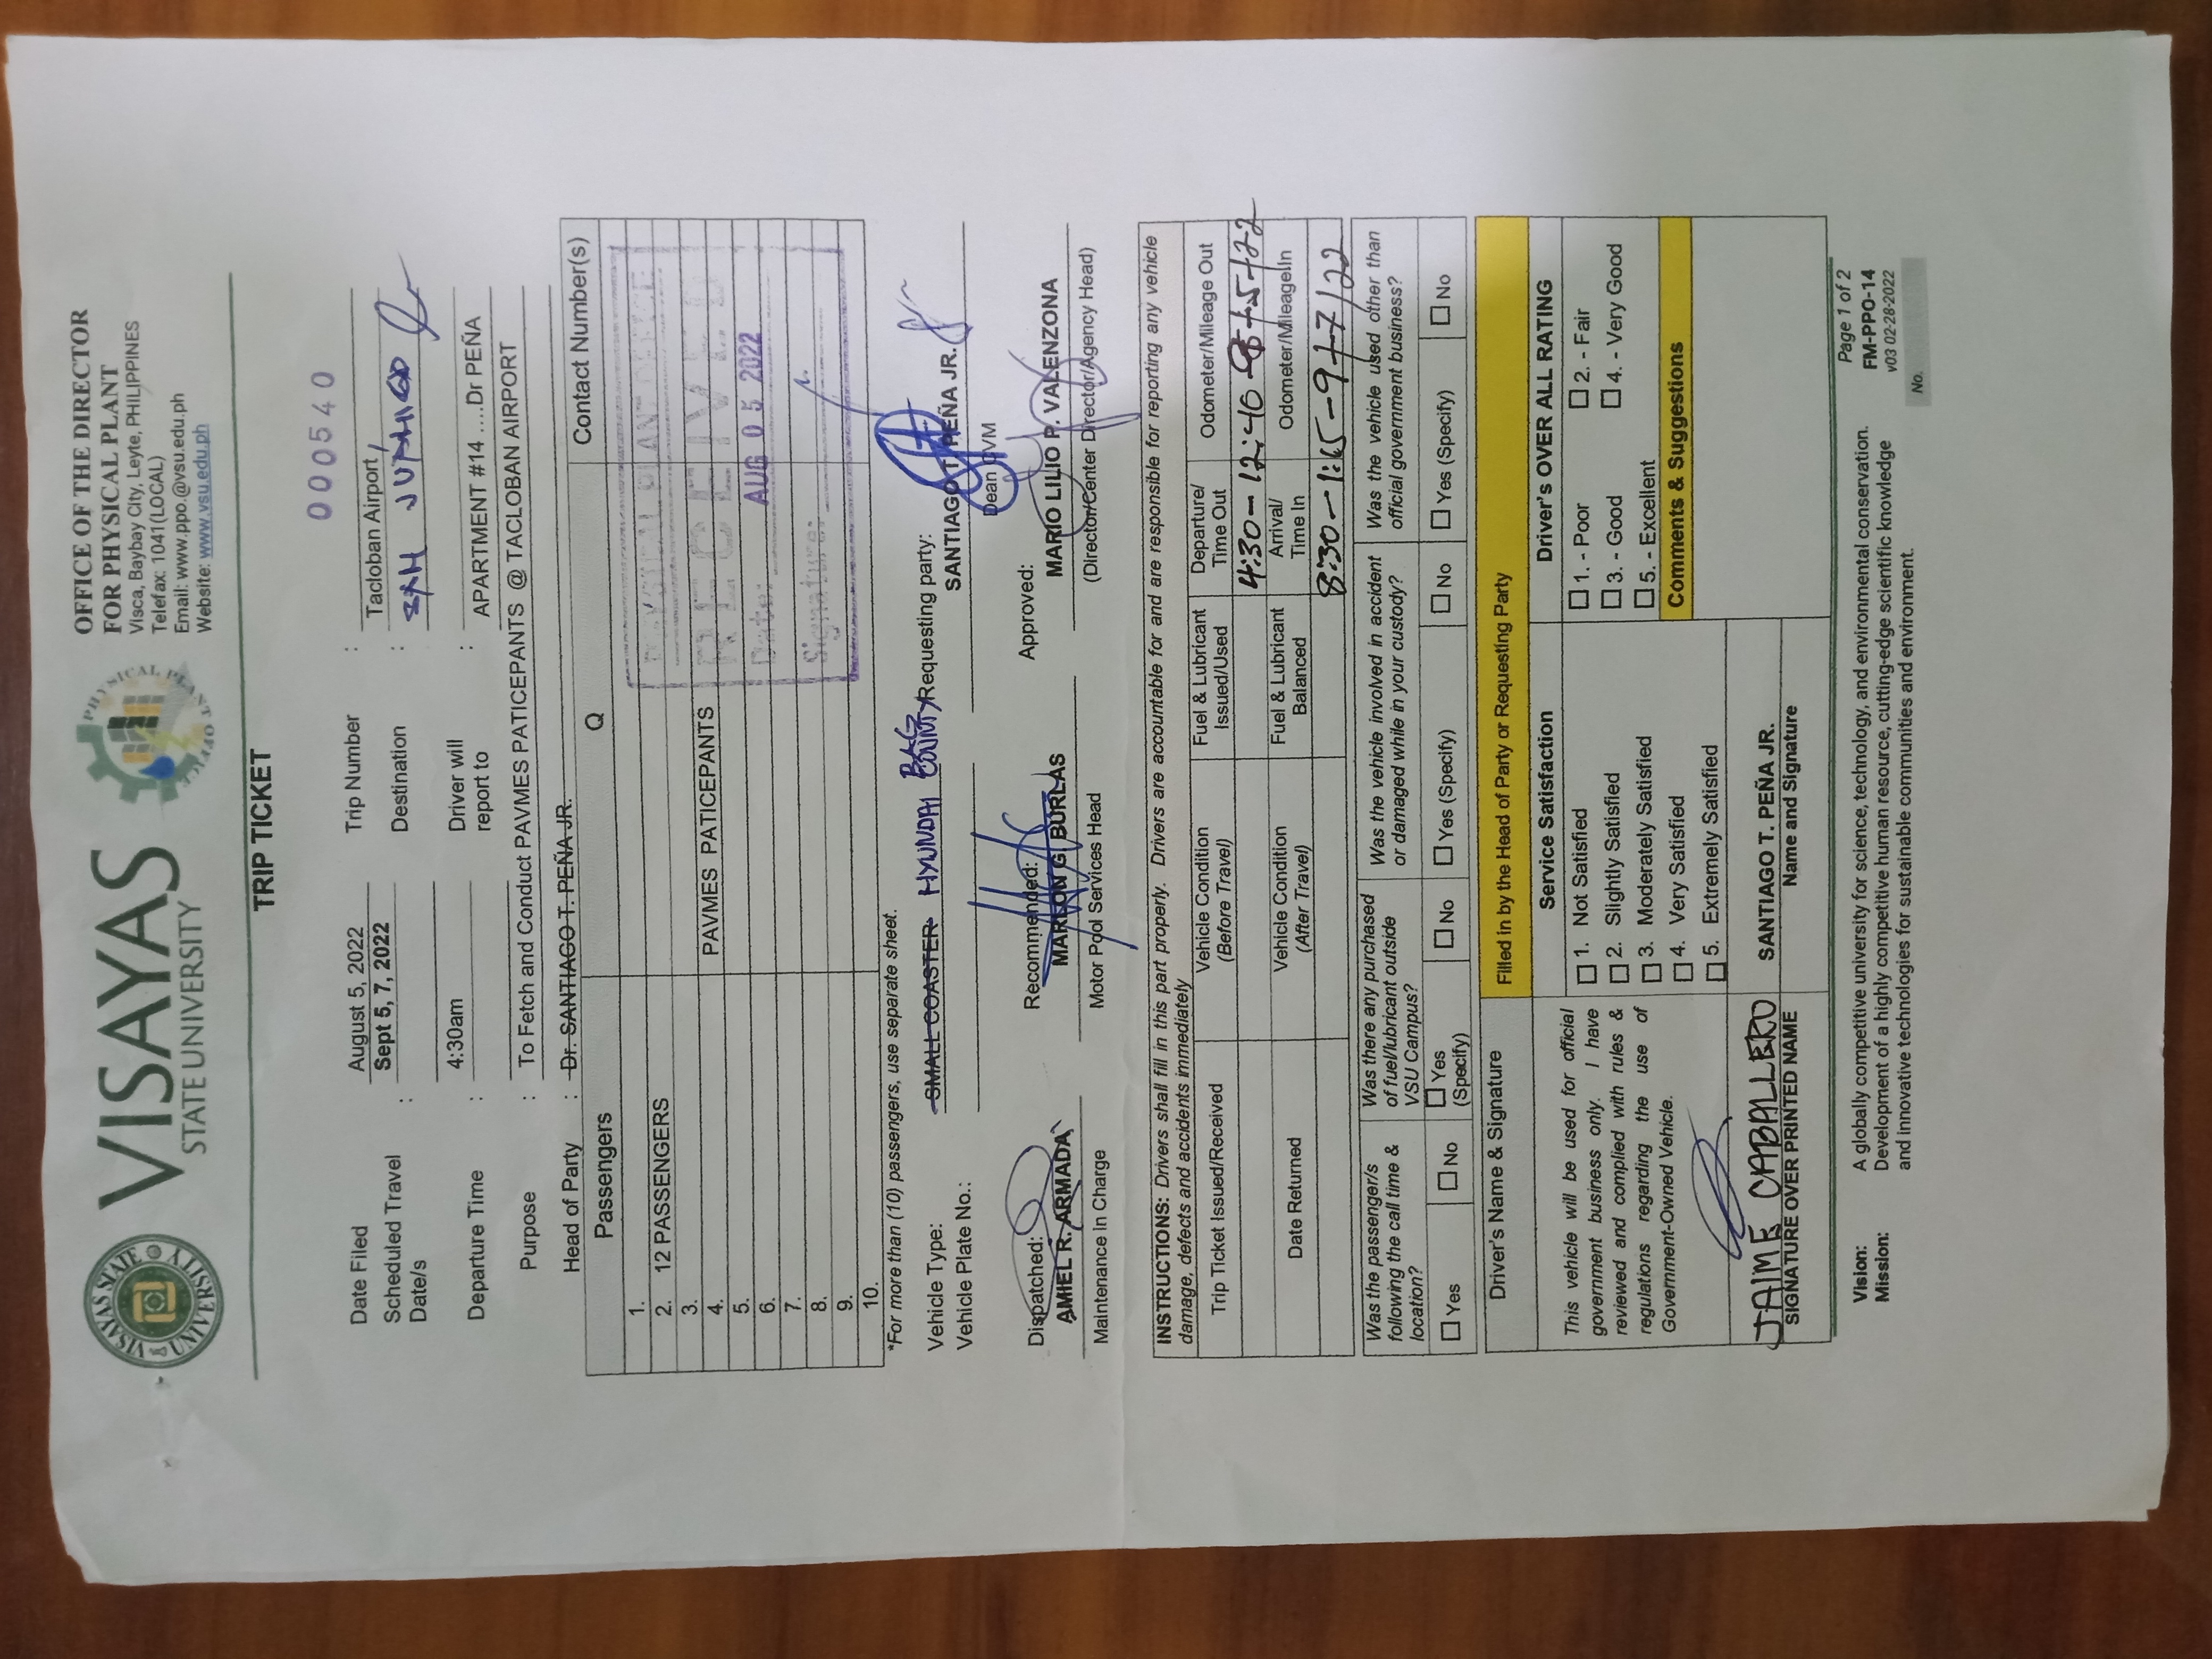 VISAYAS STATE UNIVERSITY
VISAYAS
STATE UNIVERSITY
PHYSICAL PLANT OFFICE
OFFICE OF THE DIRECTOR
FOR PHYSICAL PLANT
Visca, Baybay City, Leyte, PHILIPPINES
Telefax: 1041(LOCAL)
Email: www.ppo.@vsu.edu.ph
Website: www.vsu.edu.ph
TRIP TICKET
000540
Date Filed August 5, 2022 Trip Number : Tacloban Airport
Scheduled Travel Date/s : Sept 5, 7, 2022 Destination : SAN JUANICO
Departure Time : 4:30am Driver will report to : APARTMENT #14 ....Dr PEÑA
Purpose : To Fetch and Conduct PAVMES PATICEPANTS @ TACLOBAN AIRPORT
Head of Party : Dr. SANTIAGO T. PEÑA JR.
Passengers Q Contact Number(s)
1.
2. 12 PASSENGERS
3.
4. PAVMES PATICEPANTS
5.
6.
7.
8.
9.
10.
RECEIVED
Date: AUG 05 2022
Signature:
*For more than (10) passengers, use separate sheet.
Vehicle Type: SMALL COASTER HYUNDAI COUNTY Requesting party:
Vehicle Plate No.: SANTIAGO T. PEÑA JR.
Dean CVM
Dispatched: Recommended: Approved:
AMIEL R. ARMADA MARLON G. BURLAS MARIO LILIO P. VALENZONA
Maintenance In Charge Motor Pool Services Head (Director/Center Director/Agency Head)
INSTRUCTIONS: Drivers shall fill in this part properly. Drivers are accountable for and are responsible for reporting any vehicle
damage, defects and accidents immediately
Trip Ticket Issued/Received Vehicle Condition (Before Travel) Fuel & Lubricant Issued/Used Departure/ Time Out Odometer/Mileage Out
4:30-12:40
Date Returned Vehicle Condition (After Travel) Fuel & Lubricant Balanced Arrival/ Time In Odometer/MileageIn
8:30-1:45-9-7/22
Was the passenger/s following the call time & location? Was there any purchased of fuel/lubricant outside VSU Campus? Was the vehicle involved in accident or damaged while in your custody? Was the vehicle used other than official government business?
☐ Yes ☐ No ☐ Yes (Specify) ☐ No ☐ Yes (Specify) ☐ No ☐ Yes (Specify) ☐ No
Driver's Name & Signature Filled in by the Head of Party or Requesting Party
Service Satisfaction Driver's OVER ALL RATING
This vehicle will be used for official
government business only. I have
reviewed and complied with rules &
regulations regarding the use of
Government-Owned Vehicle.
☐ 1. Not Satisfied
☐ 2. Slightly Satisfied
☐ 3. Moderately Satisfied
☐ 4. Very Satisfied
☐ 5. Extremely Satisfied
☐ 1. - Poor ☐ 2. - Fair
☐ 3. - Good ☐ 4. - Very Good
☐ 5. - Excellent
Comments & Suggestions
JAIME CABALLERO SANTIAGO T. PEÑA JR.
SIGNATURE OVER PRINTED NAME Name and Signature
Vision: A globally competitive university for science, technology, and environmental conservation.
Mission: Development of a highly competitive human resource, cutting-edge scientific knowledge
and innovative technologies for sustainable communities and environment.
Page 1 of 2
FM-PPO-14
v03 02-28-2022
No.